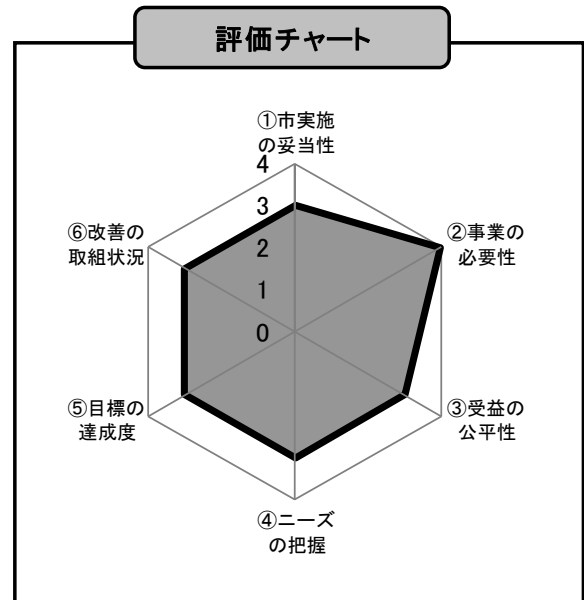 評価チャート
①市実施
の妥当性
4
3
2
1
0
②事業の
必要性
③受益の
公平性
④ニーズ
の把握
⑤目標の
達成度
⑥改善の
取組状況